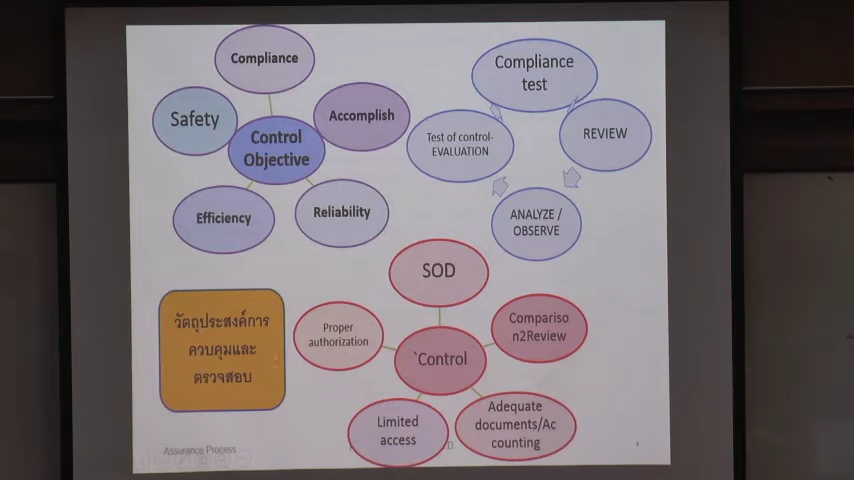 Compliance
Safety
Accomplish
Control
Objective
Efficiency
Reliability
Compliance
test
Test of control-
EVALUATION
REVIEW
ANALYZE /
OBSERVE
SOD
Proper
authorization
Compariso
n2Review
`Control
Limited
access
Adequate
documents/Ac
counting
วัตถุประสงค์การ
ควบคุมและ
ตรวจสอบ
Assurance Process